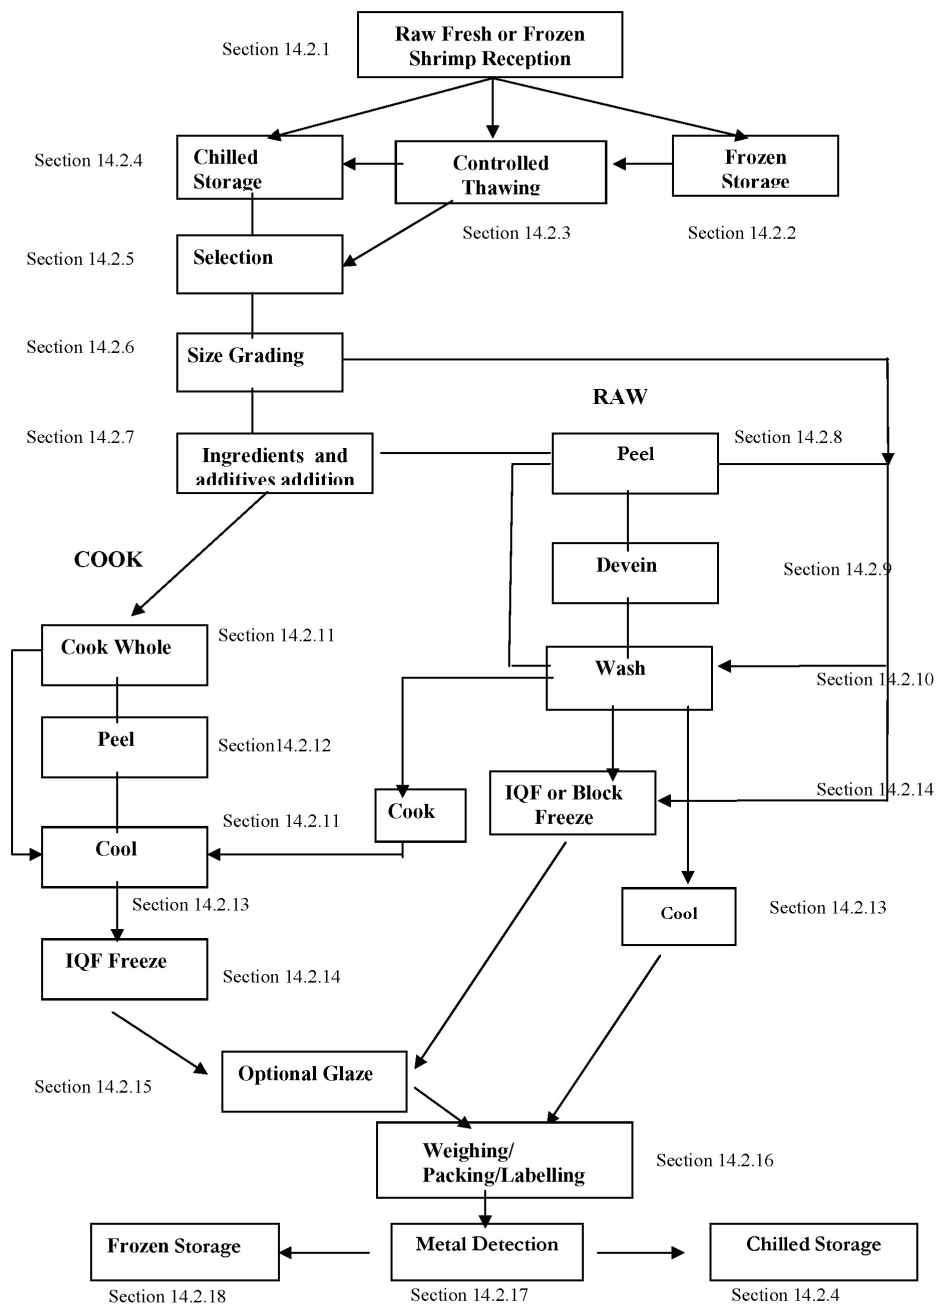 Section 14.2.1
Raw Fresh or Frozen
Shrimp Reception
Section 14.2.4
Chilled
Storage
Controlled
Thawing
Frozen
Storage
Section 14.2.3
Section 14.2.2
Section 14.2.5
Selection
Section 14.2.6
Size Grading
RAW
Section 14.2.7
Ingredients and
additives addition
Peel
Section 14.2.8
COOK
Devein
Section 14.2.9
Cook Whole
Section 14.2.11
Wash
Section 14.2.10
Peel
Section14.2.12
IQF or Block
Freeze
Section 14.2.14
Cook
Cool
Section 14.2.11
Section 14.2.13
Cool
Section 14.2.13
IQF Freeze
Section 14.2.14
Optional Glaze
Section 14.2.15
Weighing/
Packing/Labelling
Section 14.2.16
Frozen Storage
Metal Detection
Chilled Storage
Section 14.2.18
Section 14.2.17
Section 14.2.4